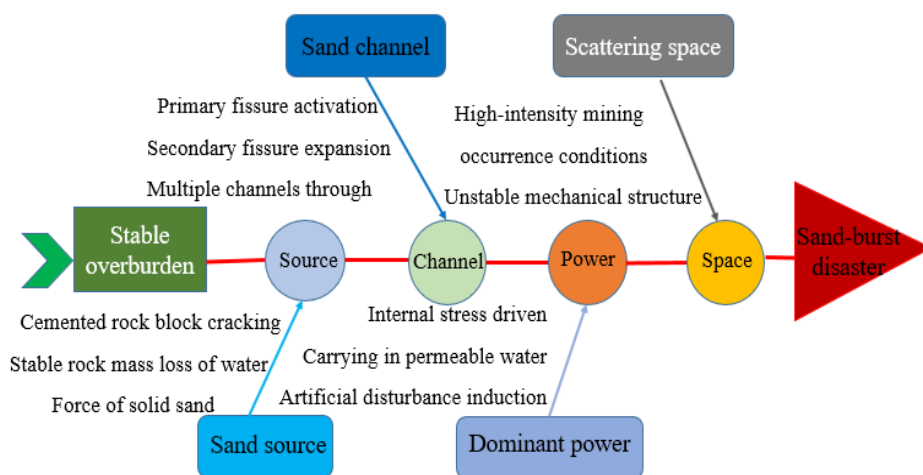 Sand channel
Scattering space
Primary fissure activation
Secondary fissure expansion
Multiple channels through
High-intensity mining
occurrence conditions
Unstable mechanical structure
Stable
overburden
Source
Channel
Power
Space
Sand-burst
disaster
Cemented rock block cracking
Stable rock mass loss of water
Force of solid sand
Internal stress driven
Carrying in permeable water
Artificial disturbance induction
Sand source
Dominant power